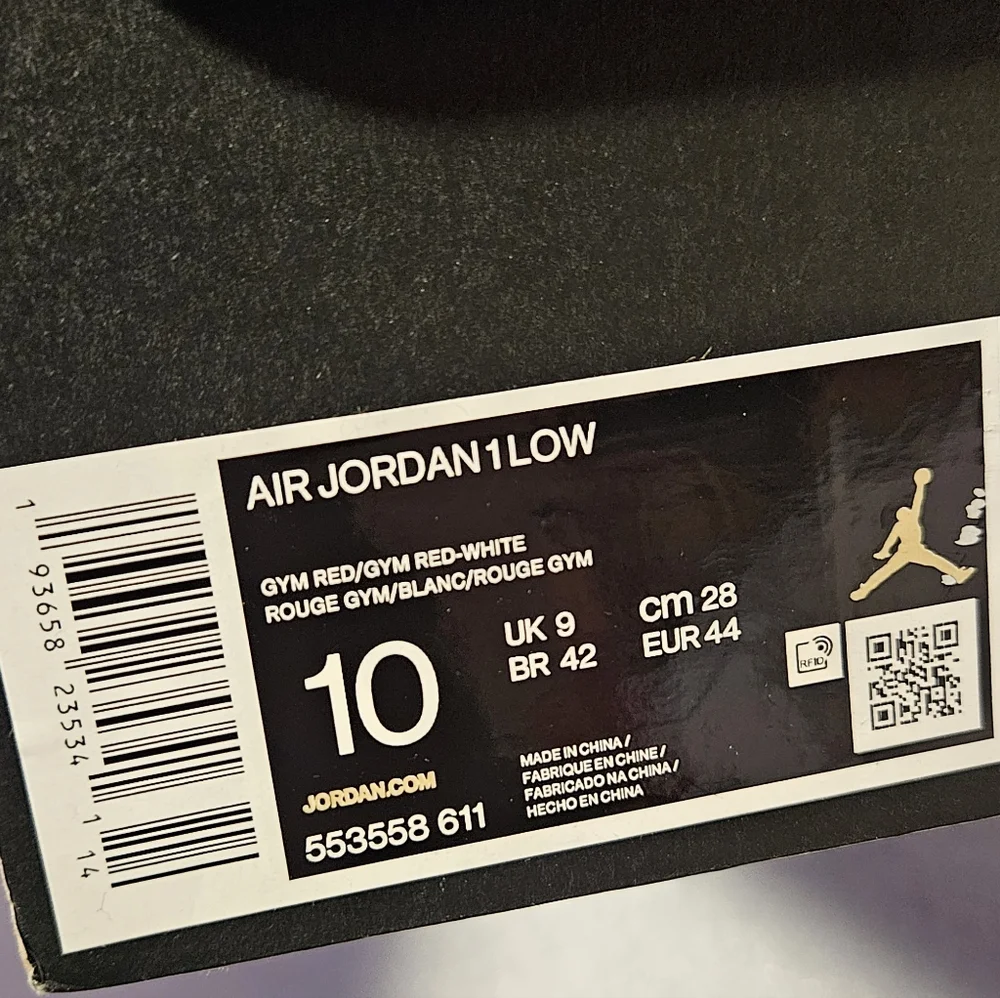 AIR JORDAN 1 LOW
GYM RED/GYM RED-WHITE
ROUGE GYM/BLANC/ROUGE GYM
10
UK 9
BR 42
cm 28
EUR 44
RFID
JORDAN.COM
553558 611
MADE IN CHINA /
FABRIQUE EN CHINE /
FABRICADO NA CHINA /
HECHO EN CHINA
1 93658 23534 1 14